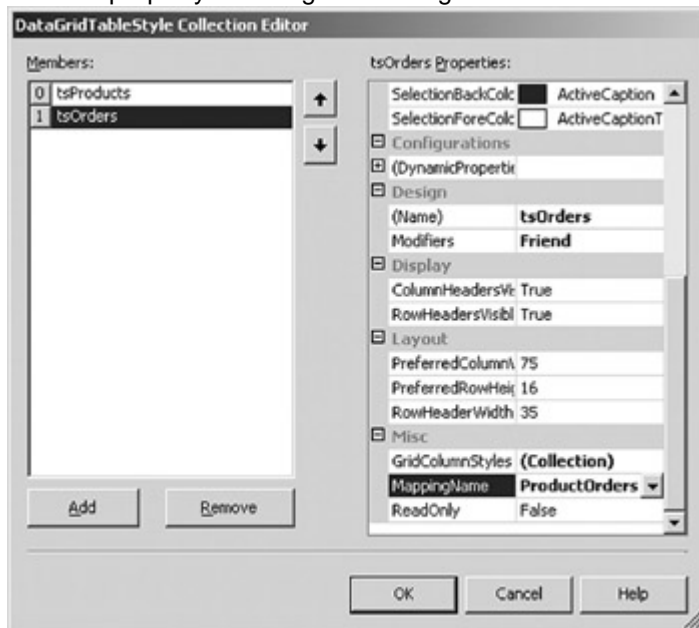 DataGridTableStyle Collection Editor
Members:
tsOrders Properties:
0 tsProducts
1 tsOrders
SelectionBackColc ActiveCaption
SelectionForeColc ActiveCaptionT
Configurations
(DynamicPropertie
Design
(Name) tsOrders
Modifiers Friend
Display
ColumnHeadersVi True
RowHeadersVisibl True
Layout
PreferredColumnV 75
PreferredRowHeig 16
RowHeaderWidth 35
Misc
GridColumnStyles (Collection)
MappingName ProductOrders
ReadOnly False
Add
Remove
OK
Cancel
Help